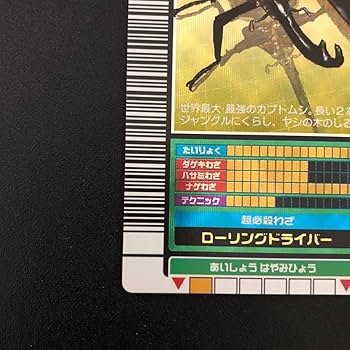 世界最大・最強のカブトムシ。長い2本
ジャングルにくらし、ヤシの木のしる
たいりょく
ダゲキわざ
ハサミわざ
ナゲわざ
テクニック
超必殺わざ
ローリングドライバー
あいしょうはやみひょう